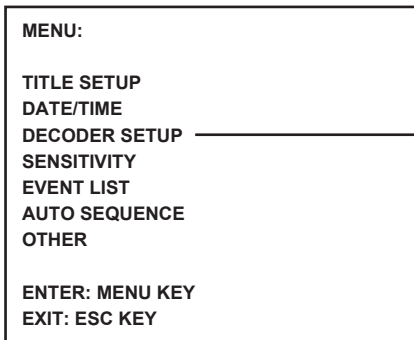 MENU:
TITLE SETUP
DATE/TIME
DECODER SETUP
SENSITIVITY
EVENT LIST
AUTO SEQUENCE
OTHER
ENTER: MENU KEY
EXIT: ESC KEY